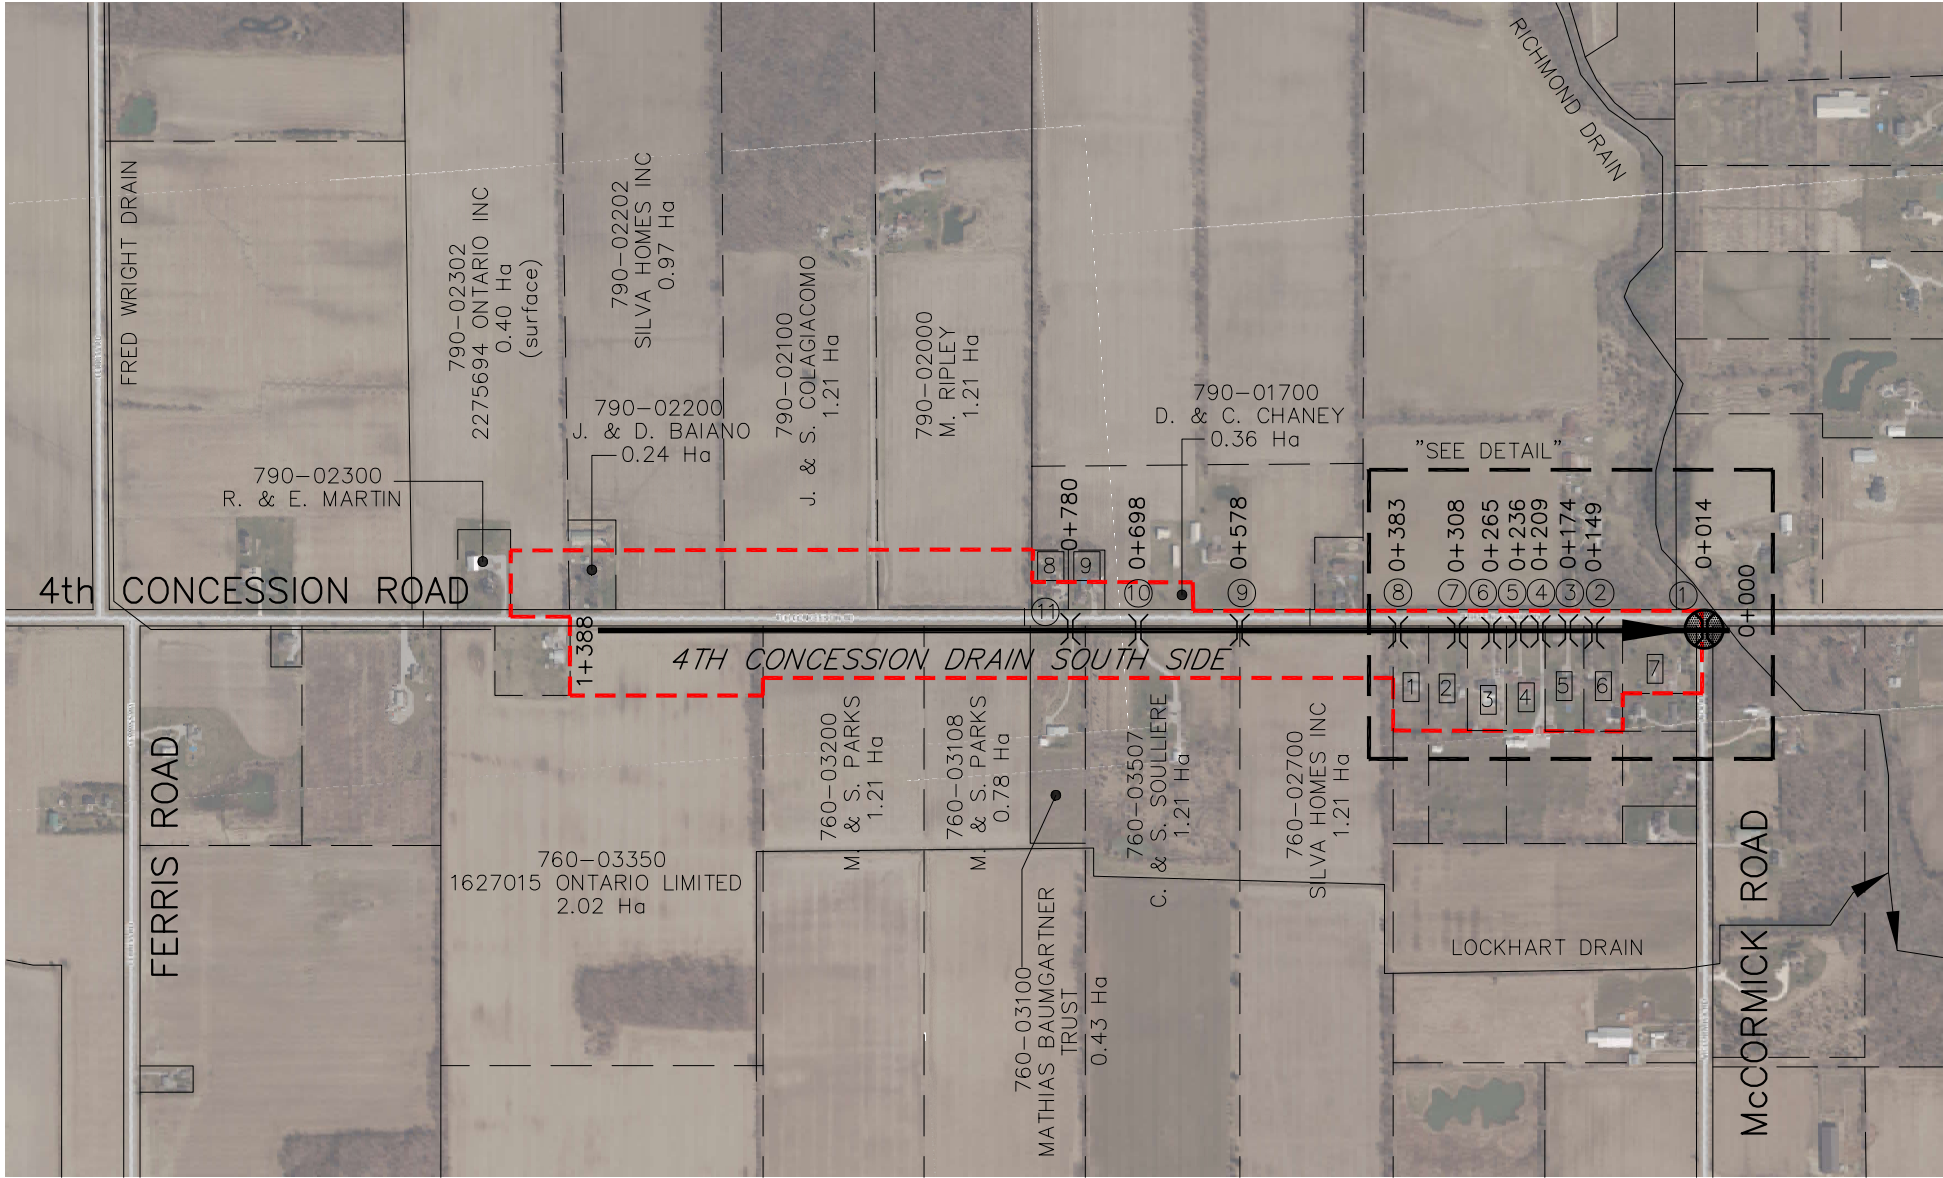 RICHMOND DRAIN
FRED WRIGHT DRAIN
790-02302
2275694 ONTARIO INC
0.40 Ha
(surface)
790-02202
SILVA HOMES INC
0.97 Ha
790-02100
J. & S. COLAGIACOMO
1.21 Ha
790-02000
M. RIPLEY
1.21 Ha
790-02200
J. & D. BAIANO
0.24 Ha
790-01700
D. & C. CHANEY
0.36 Ha
790-02300
R. & E. MARTIN
"SEE DETAIL"
0+780
0+698
0+578
0+383
0+308
0+265
0+236
0+209
0+174
0+149
0+014
0+000
8
9
11
10
9
8
7
6
5
4
3
2
1
4th CONCESSION ROAD
1+388
4TH CONCESSION DRAIN SOUTH SIDE
1
2
3
4
5
6
7
760-03200
M. & S. PARKS
1.21 Ha
760-03108
M. & S. PARKS
0.78 Ha
760-03507
C. & S. SOULLIERE
1.21 Ha
760-02700
SILVA HOMES INC
1.21 Ha
760-03350
1627015 ONTARIO LIMITED
2.02 Ha
760-03100
MATHIAS BAUMGARTNER
TRUST
0.43 Ha
FERRIS ROAD
LOCKHART DRAIN
McCORMICK ROAD